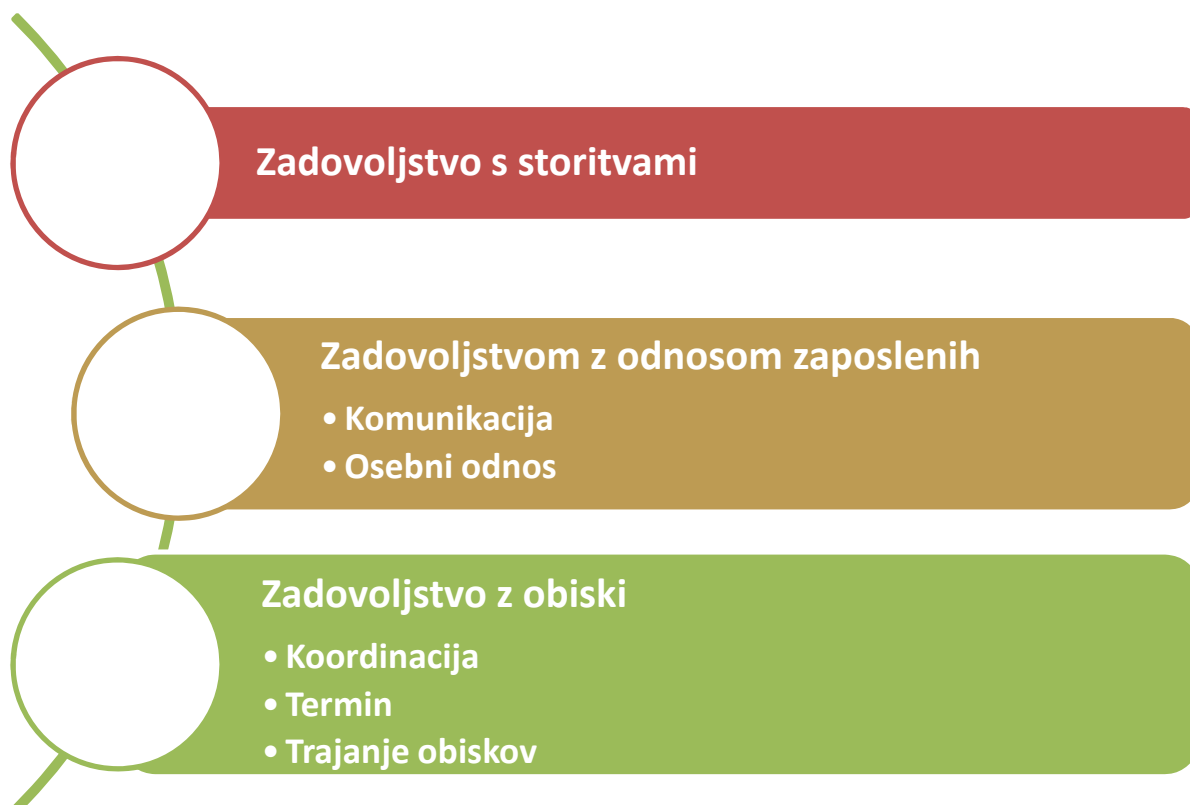 Zadovoljstvo s storitvami
Zadovoljstvom z odnosom zaposlenih
• Komunikacija
• Osebni odnos
Zadovoljstvo z obiski
• Koordinacija
• Termin
• Trajanje obiskov